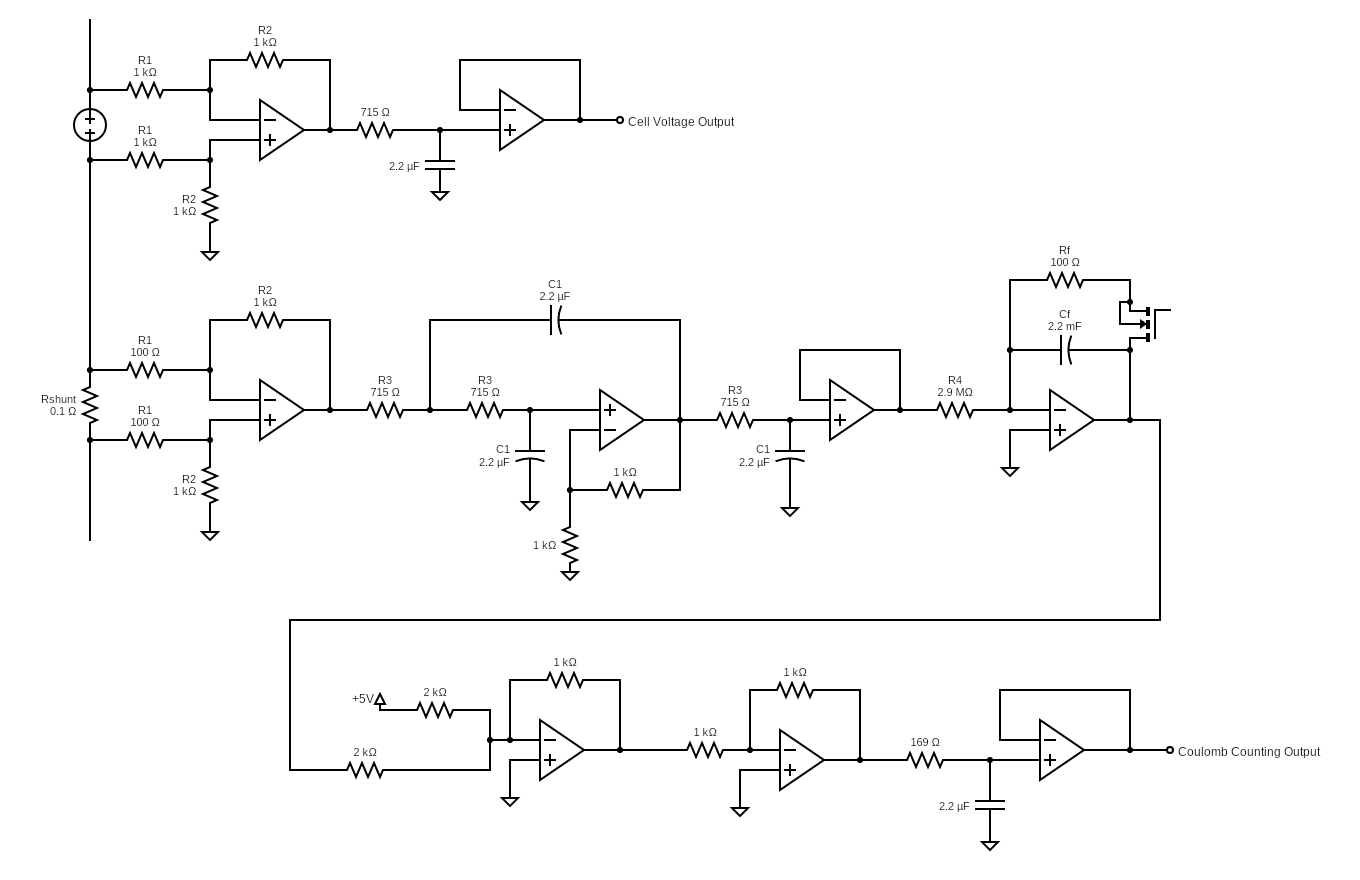 R2
1 kΩ
R1
1 kΩ
715 Ω
Cell Voltage Output
R1
1 kΩ
2.2 µF
R2
1 kΩ
Rf
100 Ω
R2
1 kΩ
C1
2.2 µF
Cf
2.2 mF
R1
100 Ω
R3
715 Ω
R3
715 Ω
R3
715 Ω
R4
2.9 MΩ
Rshunt
0.1 Ω
R1
100 Ω
C1
2.2 µF
C1
2.2 µF
R2
1 kΩ
1 kΩ
1 kΩ
1 kΩ
1 kΩ
+5V
2 kΩ
1 kΩ
2 kΩ
169 Ω
Coulomb Counting Output
2.2 µF